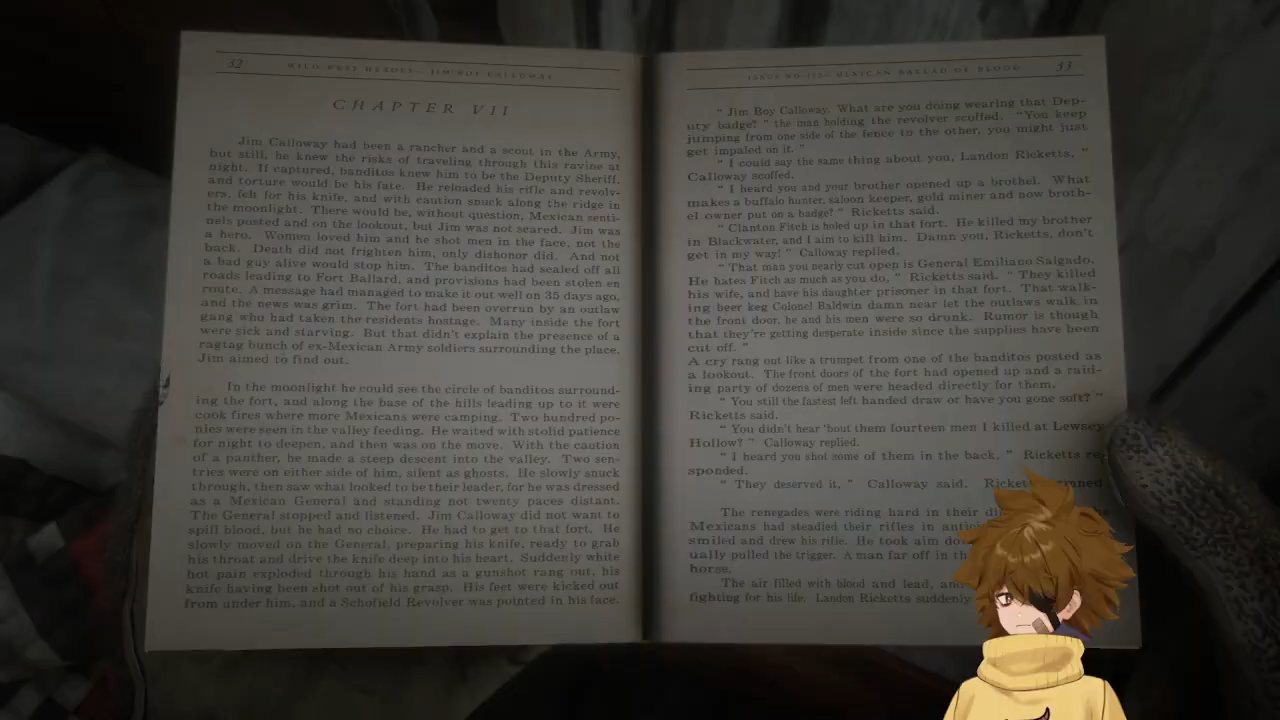 32 WILD WEST HEROES— JIM BOY CALLOWAY
CHAPTER VII
Jim Calloway had been a rancher and a scout in the Army,
but still, he knew the risks of traveling through this ravine at
night. If captured, banditos knew him to be the Deputy Sheriff,
and torture would be his fate. He reloaded his rifle and revolv-
ers, felt for his knife, and with caution snuck along the ridge in
the moonlight. There would be, without question, Mexican senti-
nels posted and on the lookout, but Jim was not scared. Jim was
a hero. Women loved him and he shot men in the face, not the
back. Death did not frighten him, only dishonor did. And not
a bad guy alive would stop him. The banditos had sealed off all
roads leading to Fort Ballard, and provisions had been stolen en
route. A message had managed to make it out well on 35 days ago,
and the news was grim. The fort had been overrun by an outlaw
gang who had taken the residents hostage. Many inside the fort
were sick and starving. But that didn't explain the presence of a
ragtag bunch of ex-Mexican Army soldiers surrounding the place.
Jim aimed to find out.
In the moonlight he could see the circle of banditos surround-
ing the fort, and along the base of the hills leading up to it were
cook fires where more Mexicans were camping. Two hundred po-
nies were seen in the valley feeding. He waited with stolid patience
for night to deepen, and then was on the move. With the caution
of a panther, he made a steep descent into the valley. Two sen-
tries were on either side of him, silent as ghosts. He slowly snuck
through, then saw what looked to be their leader, for he was dressed
as a Mexican General and standing not twenty paces distant.
The General stopped and listened. Jim Calloway did not want to
spill blood, but he had no choice. He had to get to that fort. He
slowly moved on the General, preparing his knife, ready to grab
his throat and drive the knife deep into his heart. Suddenly white
hot pain exploded through his hand as a gunshot rang out, his
knife having been shot out of his grasp. His feet were kicked out
from under him, and a Schofield Revolver was pointed in his face.
MEXICAN BALLAD OF BLOOD 33
" Jim Boy Calloway. What are you doing wearing that Dep-
uty badge? " the man holding the revolver scoffed. "You keep
jumping from one side of the fence to the other, you might just
get impaled on it. "
" I could say the same thing about you, Landon Ricketts, "
Calloway scoffed.
" I heard you and your brother opened up a brothel. What
makes a buffalo hunter, saloon keeper, gold miner and now broth-
el owner put on a badge? " Ricketts said.
" Clanton Fitch is holed up in that fort. He killed my brother
in Blackwater, and I aim to kill him. Damn you, Ricketts, don't
get in my way! " Calloway replied.
" That man you nearly cut open is General Emiliano Salgado.
He hates Fitch as much as you do, " Ricketts said. " They killed
his wife, and have his daughter prisoner in that fort. That walk-
ing beer keg Colonel Baldwin damn near let the outlaws walk in
the front door, he and his men were so drunk. Rumor is though
that they're getting desperate inside since the supplies have been
cut off. "
A cry rang out like a trumpet from one of the banditos posted as
a lookout. The front doors of the fort had opened up and a raid-
ing party of dozens of men were headed directly for them.
" You still the fastest left handed draw or have you gone soft? "
Ricketts said.
" You didn't hear 'bout them fourteen men I killed at Lewsey
Hollow? " Calloway replied.
" I heard you shot some of them in the back, " Ricketts re-
sponded.
" They deserved it, " Calloway said.
The renegades were riding hard in their
Mexicans had steadied their rifles in
smiled and drew his rifle. He took aim
ually pulled the trigger. A man far off in
horse.
The air filled with blood and lead,
fighting for his life. Landon Ricketts suddenly